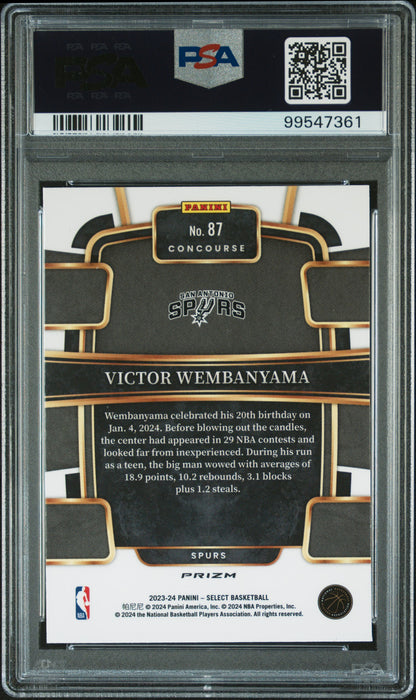 PSA
99547361
PANINI
No. 87
CONCOURSE
SAN ANTONIO
SPURS
VICTOR WEMBANYAMA
Wembanyama celebrated his 20th birthday on
Jan. 4, 2024. Before blowing out the candles,
the center had appeared in 29 NBA contests and
looked far from inexperienced. During his run
as a teen, the big man wowed with averages of
18.9 points, 10.2 rebounds, 3.1 blocks
plus 1.2 steals.
SPURS
PRIZM
2023-24 PANINI – SELECT BASKETBALL
帕尼尼 © 2024 Panini America, Inc. © 2024 NBA Properties, Inc.
© 2024 the National Basketball Players Association. All rights reserved.
NBA